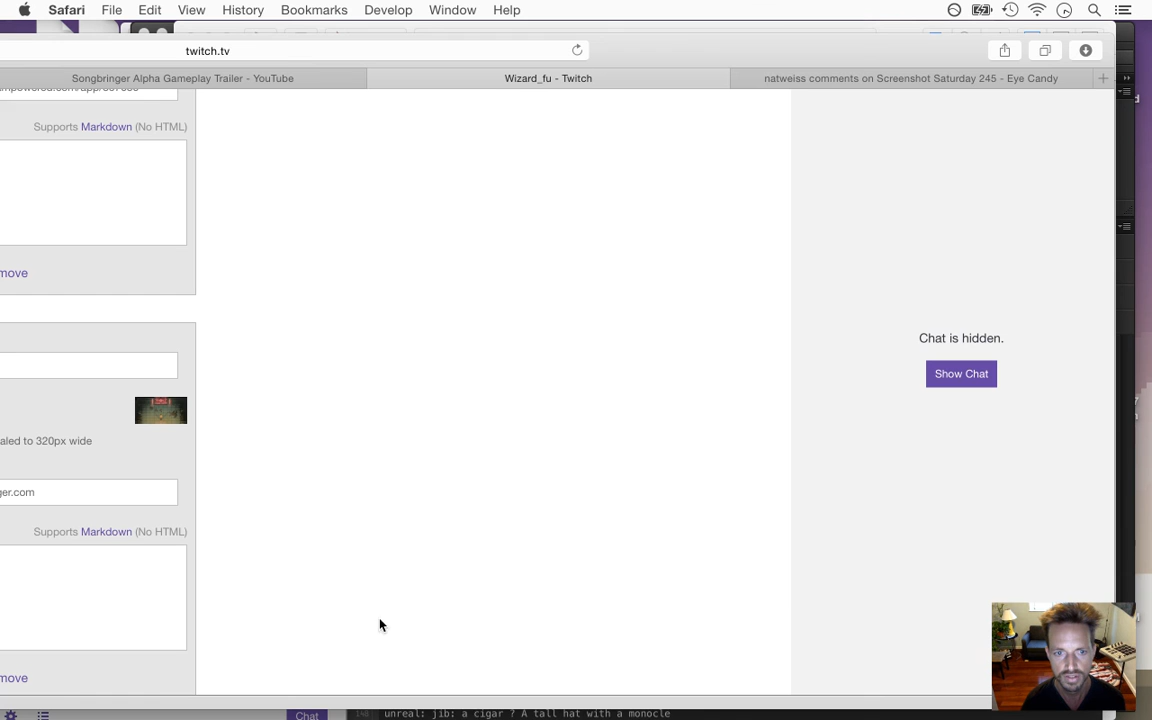 Safari File Edit View History Bookmarks Develop Window Help
twitch.tv
Songbringer Alpha Gameplay Trailer - YouTube
Wizard_fu - Twitch
natweiss comments on Screenshot Saturday 245 - Eye Candy
Supports Markdown (No HTML)
move
Chat is hidden.
Show Chat
aled to 320px wide
ger.com
Supports Markdown (No HTML)
move
Chat
unreal: jib: a cigar ? A tall hat with a monocle